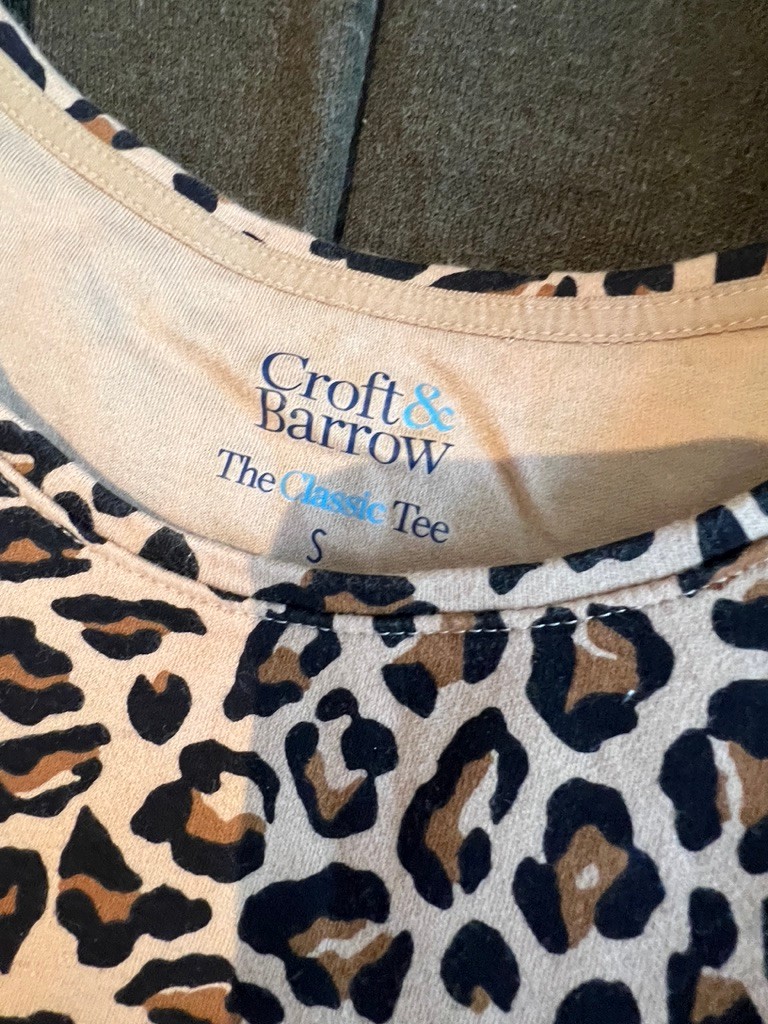 Croft &
Barrow
The Classic Tee
S